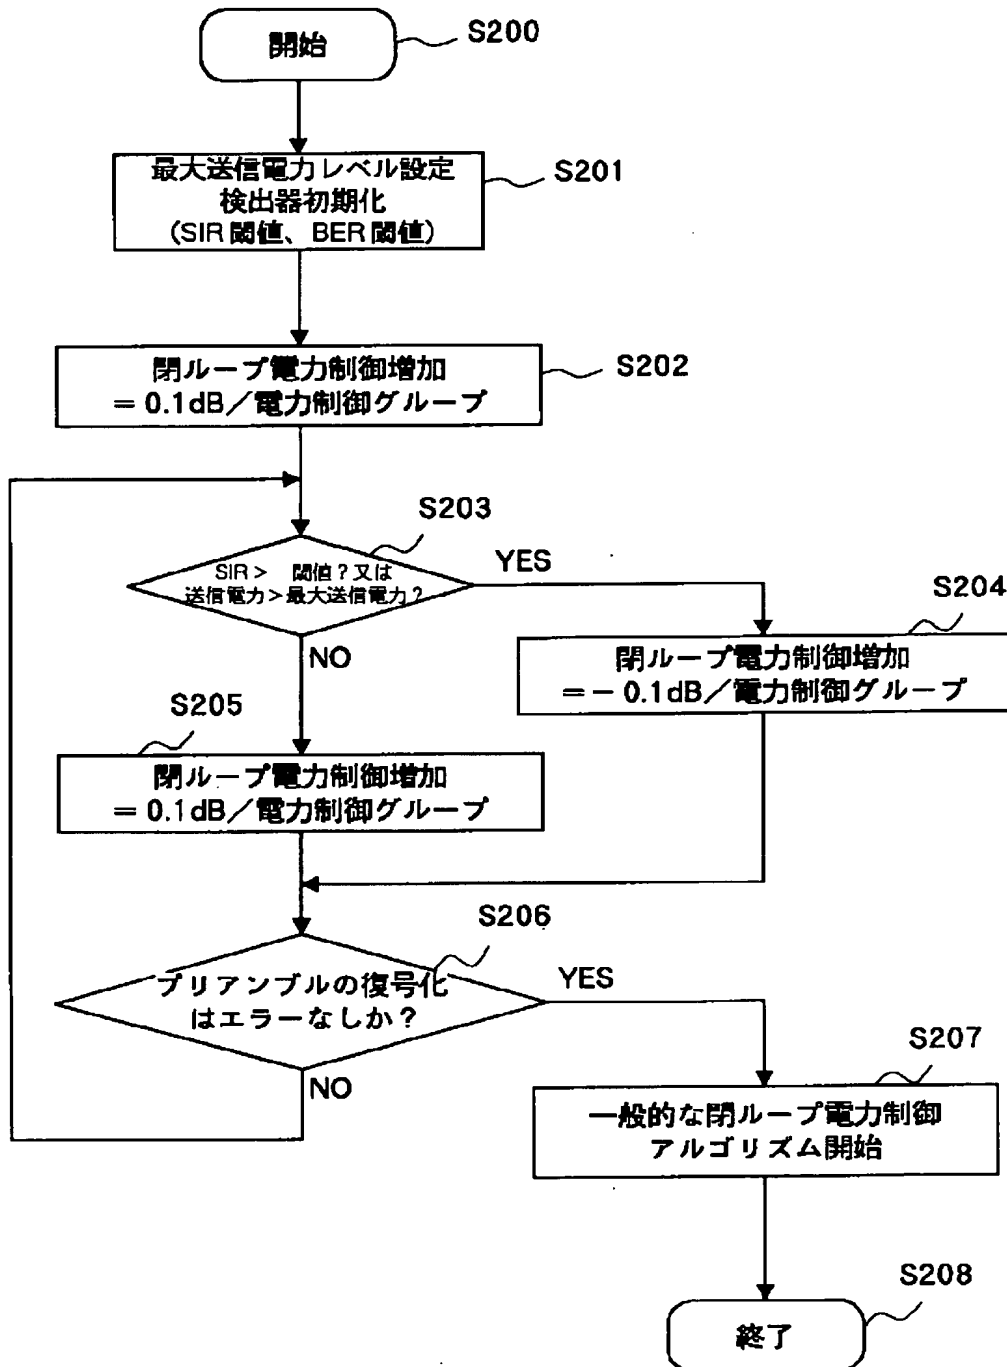 開始
S200
最大送信電力レベル設定
検出器初期化
(SIR閾値、BER閾値)
S201
閉ループ電力制御増加
=0.1dB/電力制御グループ
S202
S203
SIR> 閾値?又は
送信電力>最大送信電力?
YES
NO
S204
閉ループ電力制御増加
=-0.1dB/電力制御グループ
S205
閉ループ電力制御増加
=0.1dB/電力制御グループ
S206
プリアンブルの復号化
はエラーなしか?
YES
NO
S207
一般的な閉ループ電力制御
アルゴリズム開始
S208
終了